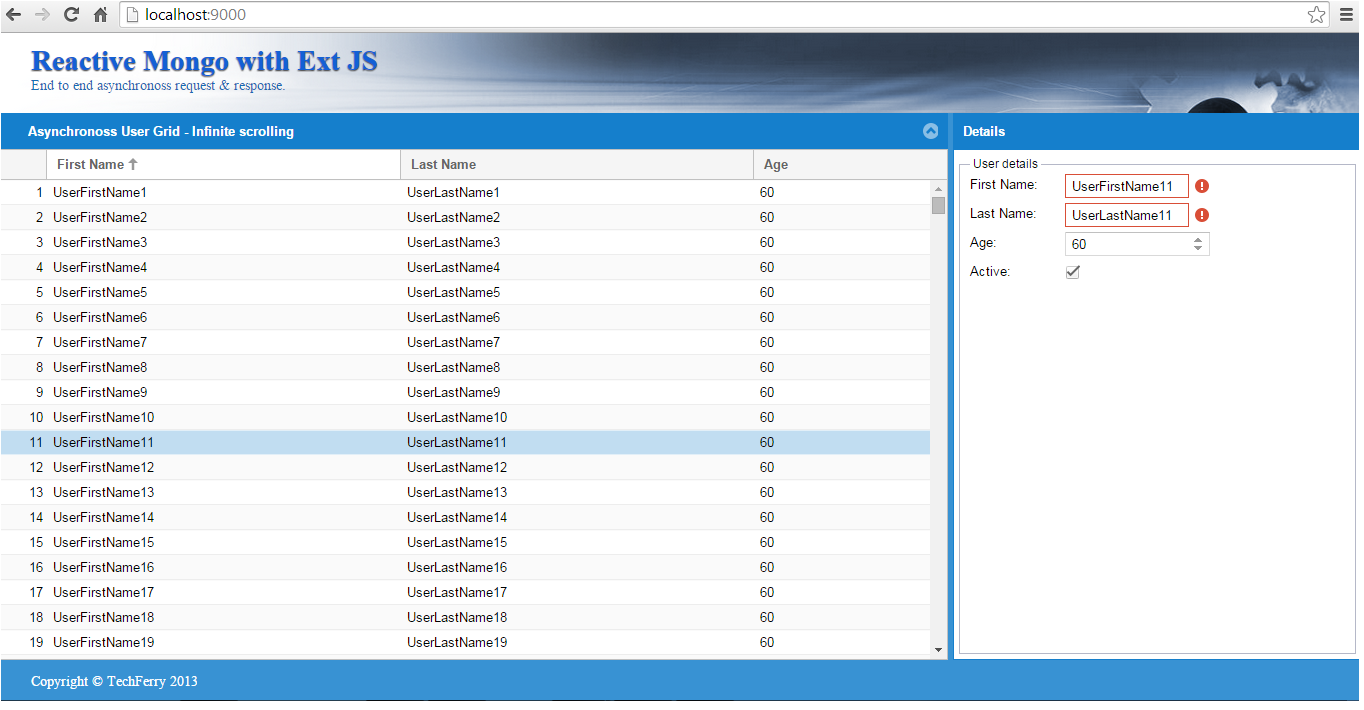 localhost:9000
Reactive Mongo with Ext JS
End to end asynchronoss request & response.
Asynchronoss User Grid - Infinite scrolling
First Name Last Name Age
1 UserFirstName1 UserLastName1 60
2 UserFirstName2 UserLastName2 60
3 UserFirstName3 UserLastName3 60
4 UserFirstName4 UserLastName4 60
5 UserFirstName5 UserLastName5 60
6 UserFirstName6 UserLastName6 60
7 UserFirstName7 UserLastName7 60
8 UserFirstName8 UserLastName8 60
9 UserFirstName9 UserLastName9 60
10 UserFirstName10 UserLastName10 60
11 UserFirstName11 UserLastName11 60
12 UserFirstName12 UserLastName12 60
13 UserFirstName13 UserLastName13 60
14 UserFirstName14 UserLastName14 60
15 UserFirstName15 UserLastName15 60
16 UserFirstName16 UserLastName16 60
17 UserFirstName17 UserLastName17 60
18 UserFirstName18 UserLastName18 60
19 UserFirstName19 UserLastName19 60
Details
User details
First Name: UserFirstName11
Last Name: UserLastName11
Age: 60
Active:
Copyright © TechFerry 2013